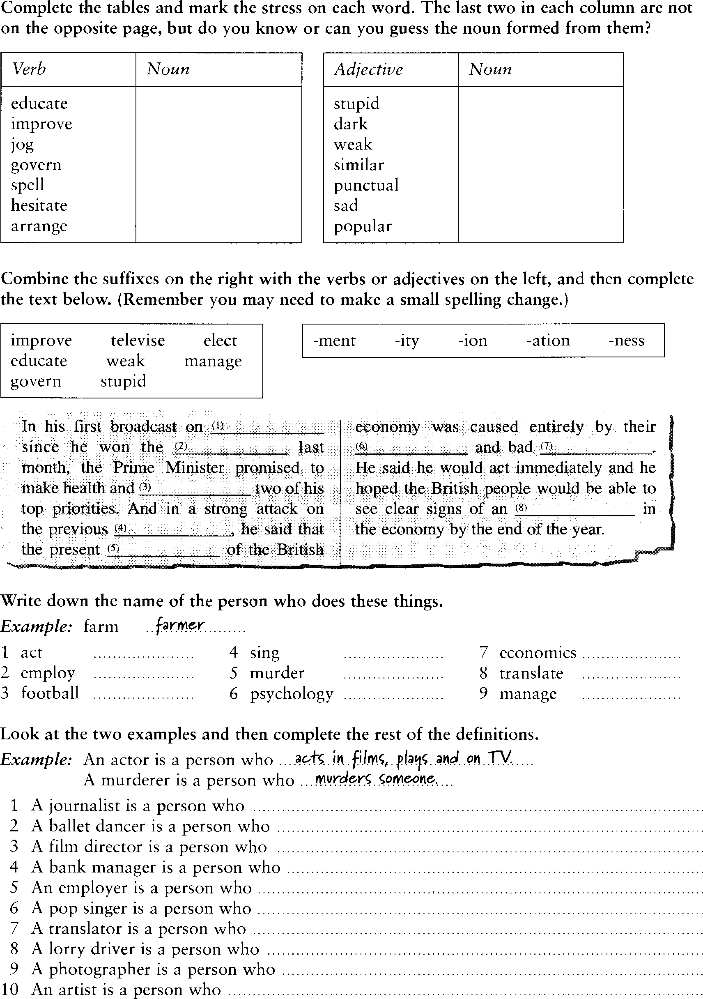 Complete the tables and mark the stress on each word. The last two in each column are not
on the opposite page, but do you know or can you guess the noun formed from them?
Verb Noun
educate
improve
jog
govern
spell
hesitate
arrange
Adjective Noun
stupid
dark
weak
similar
punctual
sad
popular
Combine the suffixes on the right with the verbs or adjectives on the left, and then complete
the text below. (Remember you may need to make a small spelling change.)
improve televise elect
educate weak manage
govern stupid
-ment -ity -ion -ation -ness
In his first broadcast on (1)
since he won the (2) last
month, the Prime Minister promised to
make health and (3) two of his
top priorities. And in a strong attack on
the previous (4), he said that
the present (5) of the British
economy was caused entirely by their
(6) and bad (7).
He said he would act immediately and he
hoped the British people would be able to
see clear signs of an (8) in
the economy by the end of the year.
Write down the name of the person who does these things.
Example: farm ..farmer.........
1 act ..................... 4 sing ..................... 7 economics .....................
2 employ ..................... 5 murder ..................... 8 translate .....................
3 football ..................... 6 psychology ..................... 9 manage .....................
Look at the two examples and then complete the rest of the definitions.
Example: An actor is a person who ...acts in films, plays and on TV.....
A murderer is a person who ...murders someone....
1 A journalist is a person who .....................
2 A ballet dancer is a person who .....................
3 A film director is a person who .....................
4 A bank manager is a person who .....................
5 An employer is a person who .....................
6 A pop singer is a person who .....................
7 A translator is a person who .....................
8 A lorry driver is a person who .....................
9 A photographer is a person who .....................
10 An artist is a person who .....................